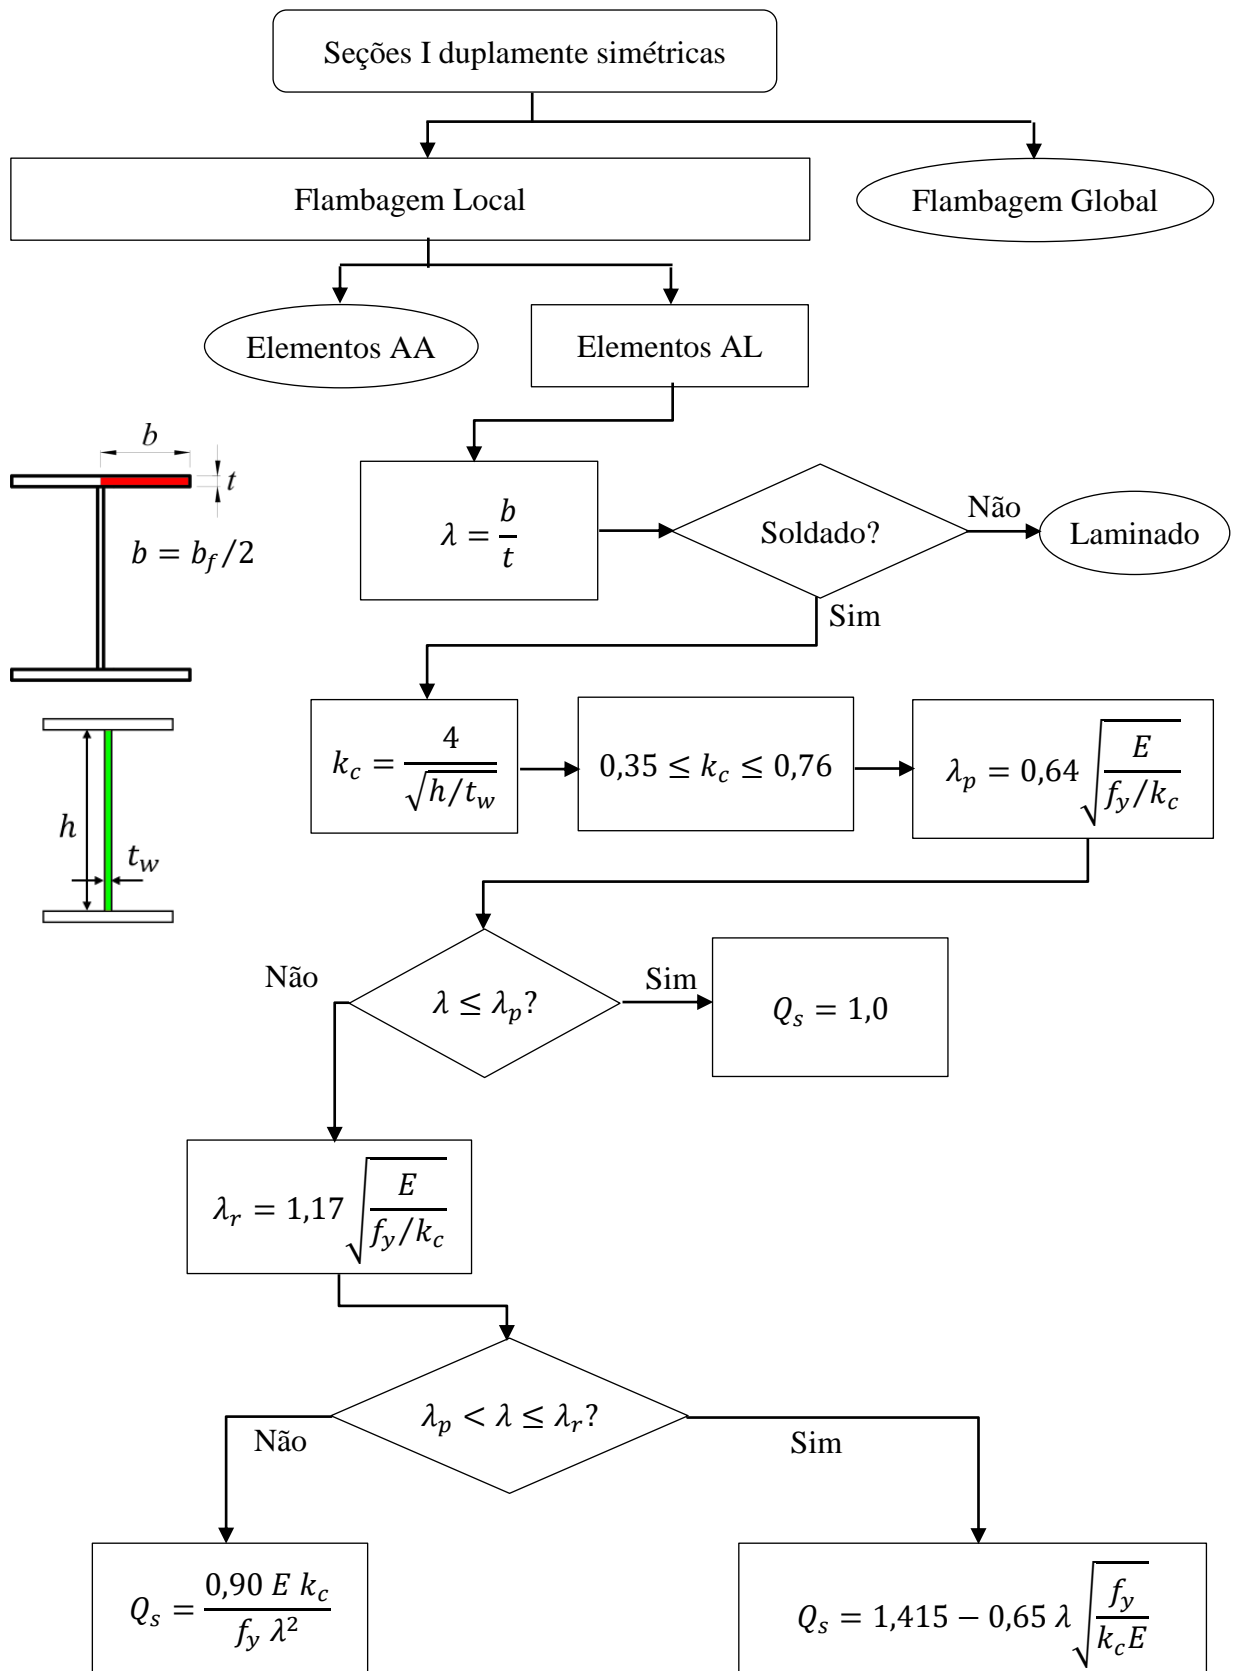 Seções I duplamente simétricas
Flambagem Local
Flambagem Global
Elementos AA
Elementos AL
b
t
b = b_f/2
λ = b/t
Soldado?
Não
Laminado
Sim
h
t_w
k_c = 4/√(h/t_w)
0,35 ≤ k_c ≤ 0,76
λ_p = 0,64 √(E/(f_y/k_c))
Não
λ ≤ λ_p?
Sim
Q_s = 1,0
λ_r = 1,17 √(E/(f_y/k_c))
λ_p < λ ≤ λ_r?
Não
Sim
Q_s = 0,90 E k_c/(f_y λ²)
Q_s = 1,415 − 0,65 λ √(f_y/(k_c E))